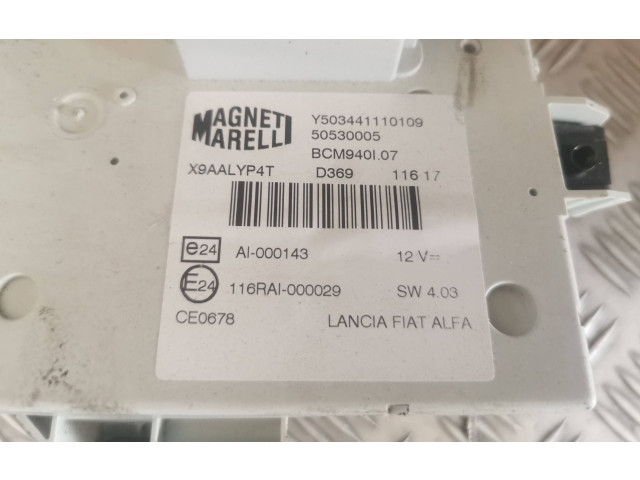 MAGNETI
MARELLI
Y503441110109
50530005
BCM940I.07
X9AALYP4T D369 116 17
e24 AI-000143 12 V⎓
E24 116RAI-000029 SW 4.03
CE0678 LANCIA FIAT ALFA